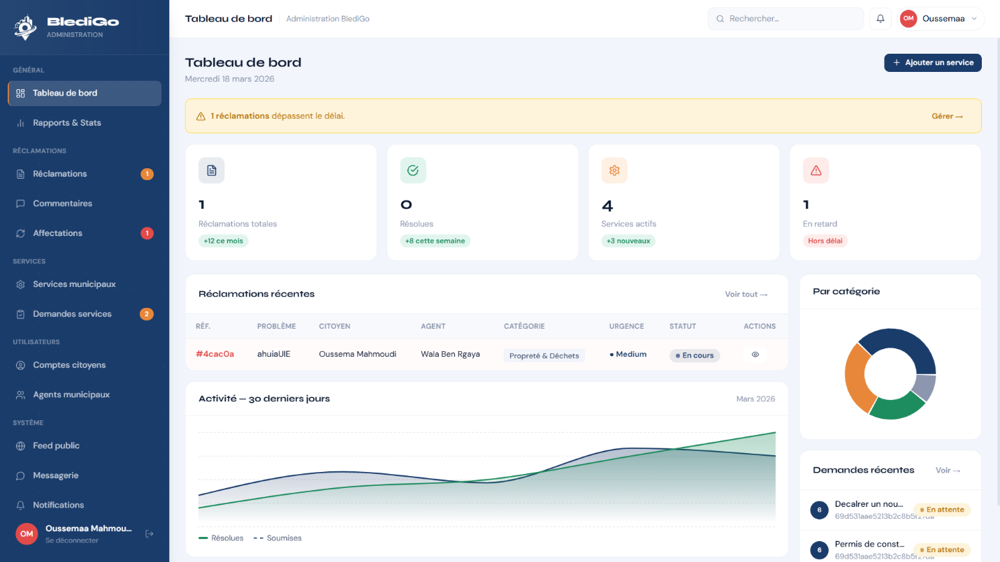 BlediGo
ADMINISTRATION
GÉNÉRAL
Tableau de bord
Rapports & Stats
RÉCLAMATIONS
Réclamations 1
Commentaires
Affectations 1
SERVICES
Services municipaux
Demandes services 2
UTILISATEURS
Comptes citoyens
Agents municipaux
SYSTÈME
Feed public
Messagerie
Notifications
OM Oussemaa Mahmou...
Se déconnecter
Tableau de bord Administration BlediGo
Rechercher...
OM Oussemaa
Tableau de bord
Mercredi 18 mars 2026
+ Ajouter un service
1 réclamations dépassent le délai. Gérer →
1
Réclamations totales
+12 ce mois
0
Résolues
+8 cette semaine
4
Services actifs
+3 nouveaux
1
En retard
Hors délai
Réclamations récentes Voir tout →
RÉF. PROBLÈME CITOYEN AGENT CATÉGORIE URGENCE STATUT ACTIONS
#4cac0a ahuiaUIE Oussema Mahmoudi Wala Ben Rgaya Propreté & Déchets Medium En cours
Activité — 30 derniers jours Mars 2026
Résolues Soumises
Par catégorie
Demandes récentes Voir →
6 Decalrer un nou... En attente
69d531aae5213b2c8b5f27da
6 Permis de const... En attente